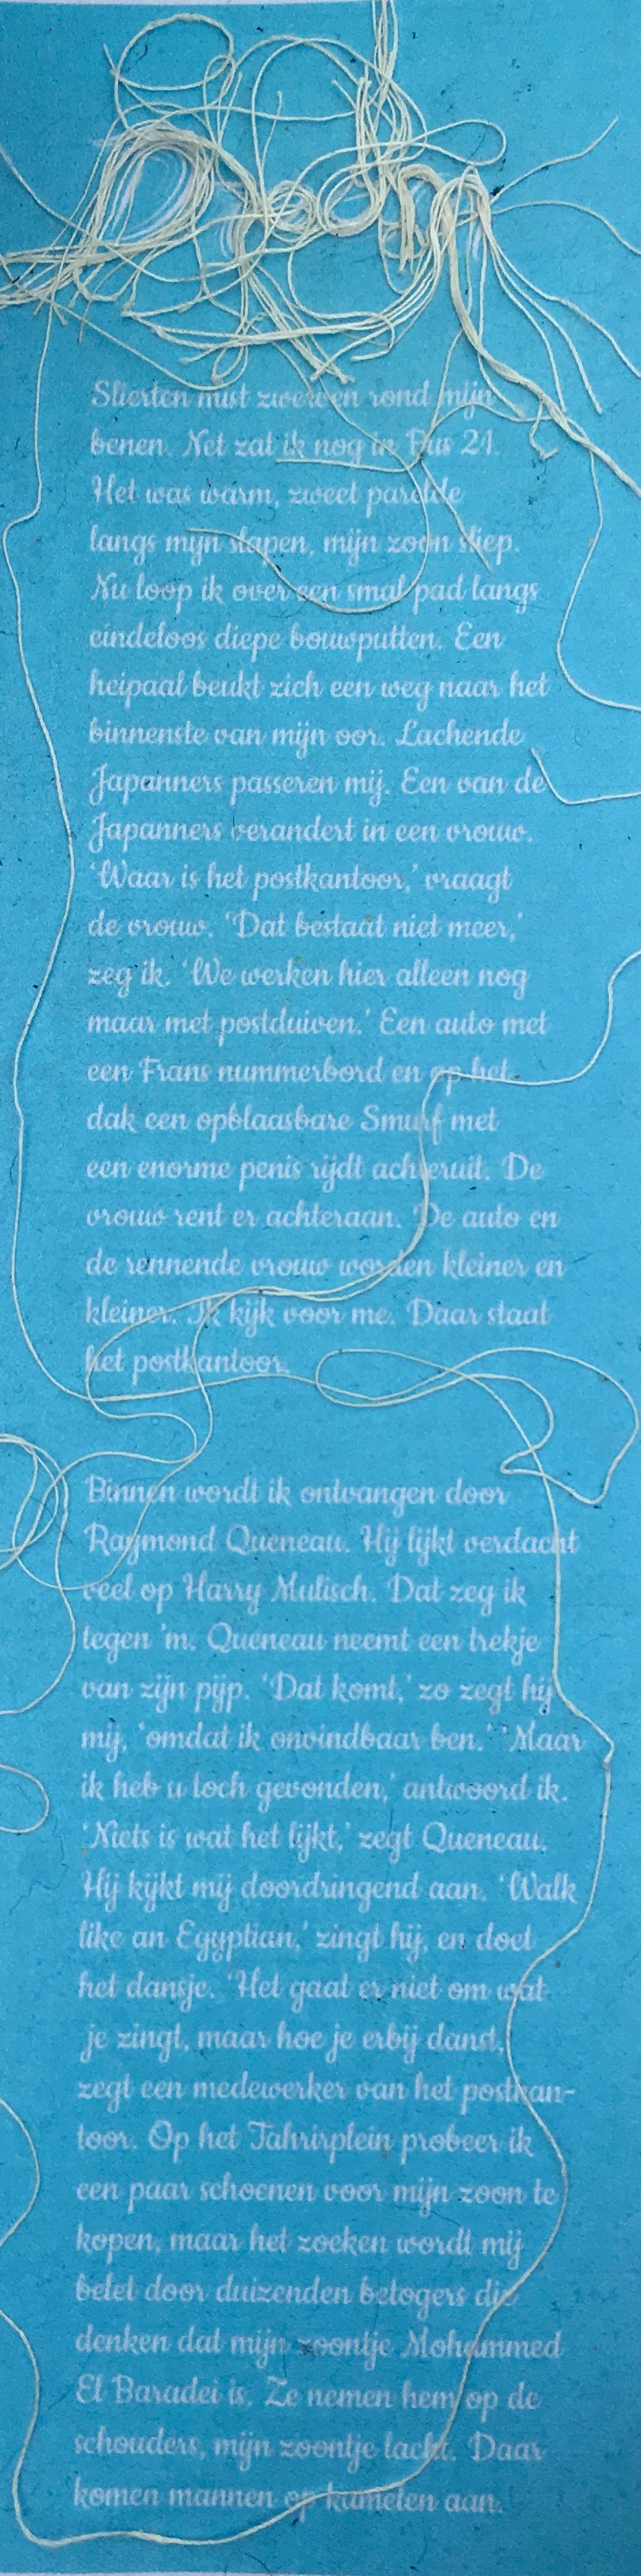 Slierten mist zwerven rond mijn
benen. Net zat ik nog in Bus 21.
Het was warm, zweet parelde
langs mijn slapen, mijn zoon sliep.
Nu loop ik over een smal pad langs
eindeloos diepe bouwputten. Een
heipaal beukt zich een weg naar het
binnenste van mijn oor. Lachende
Japanners passeren mij. Een van de
Japanners verandert in een vrouw.
‘Waar is het postkantoor,’ vraagt
de vrouw. ‘Dat bestaat niet meer,’
zeg ik. ‘We werken hier alleen nog
maar met postduiven.’ Een auto met
een Frans nummerbord en op het
dak een opblaasbare Smurf met
een enorme penis rijdt achteruit. De
vrouw rent er achteraan. De auto en
de rennende vrouw worden kleiner en
kleiner. Ik kijk voor me. Daar staat
het postkantoor.
Binnen wordt ik ontvangen door
Raymond Queneau. Hij lijkt verdacht
veel op Harry Mulisch. Dat zeg ik
tegen ’m. Queneau neemt een trekje
van zijn pijp. ‘Dat komt,’ zo zegt hij
mij, ‘omdat ik onvindbaar ben.’ ‘Maar
ik heb u toch gevonden,’ antwoord ik.
‘Niets is wat het lijkt,’ zegt Queneau.
Hij kijkt mij doordringend aan. ‘Walk
like an Egyptian,’ zingt hij, en doet
het dansje. ‘Het gaat er niet om wat
je zingt, maar hoe je erbij danst,
zegt een medewerker van het postkan-
toor. Op het Tahrirplein probeer ik
een paar schoenen voor mijn zoon te
kopen, maar het zoeken wordt mij
belet door duizenden betogers die
denken dat mijn zoontje Mohammed
El Baradei is. Ze nemen hem op de
schouders, mijn zoontje lacht. Daar
komen mannen op kamelen aan.